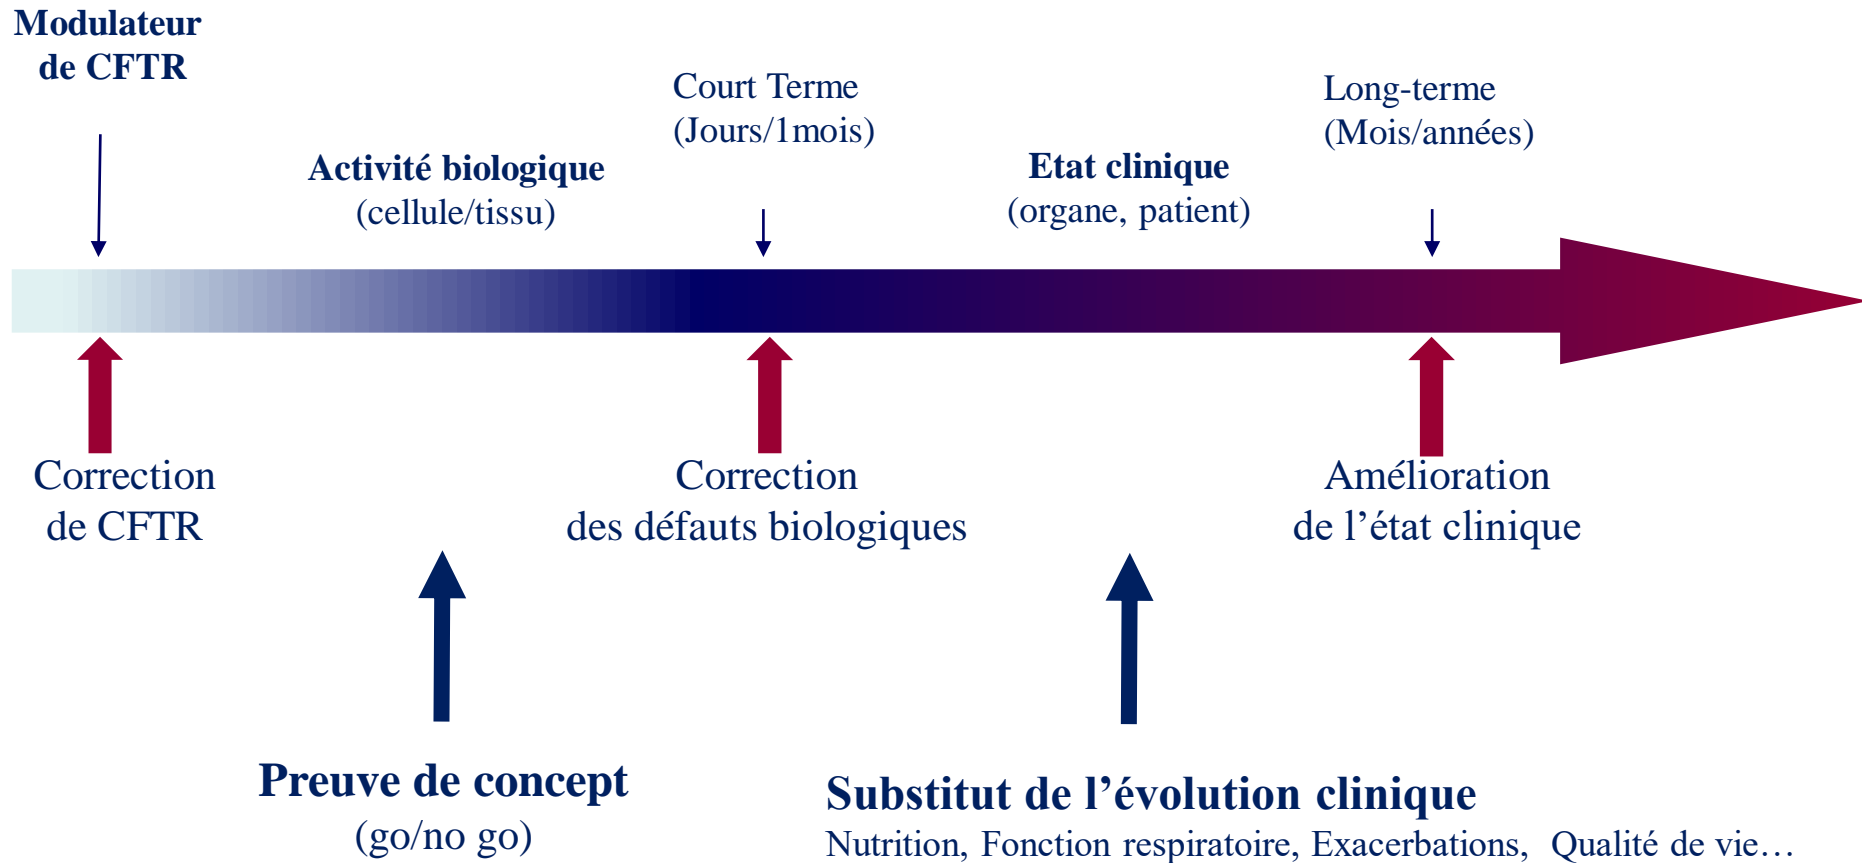 Modulateur
de CFTR
Court Terme
(Jours/1mois)
Long-terme
(Mois/années)
Activité biologique
(cellule/tissu)
Etat clinique
(organe, patient)
Correction
de CFTR
Correction
des défauts biologiques
Amélioration
de l’état clinique
Preuve de concept
(go/no go)
Substitut de l’évolution clinique
Nutrition, Fonction respiratoire, Exacerbations, Qualité de vie…